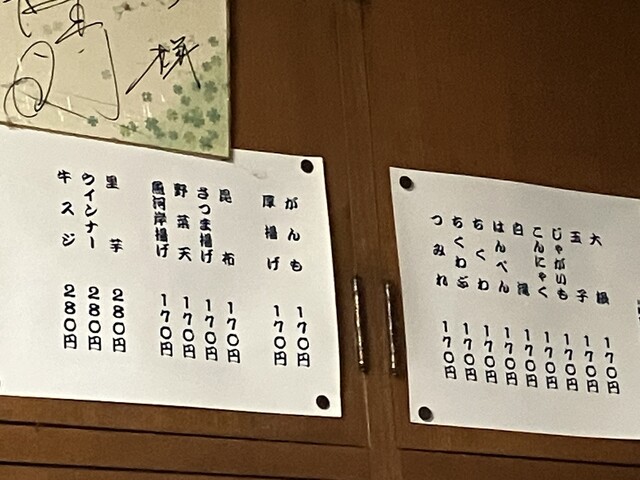 大根 170円
玉子 170円
じゃがいも 170円
こんにゃく 170円
白滝 170円
はんぺん 170円
ちくわ 170円
ちくわぶ 170円
つみれ 170円
がんも 170円
厚揚げ 170円
昆布 170円
さつま揚げ 170円
野菜天 170円
魚河岸揚げ 170円
里芋 280円
ウインナー 280円
牛スジ 280円
様